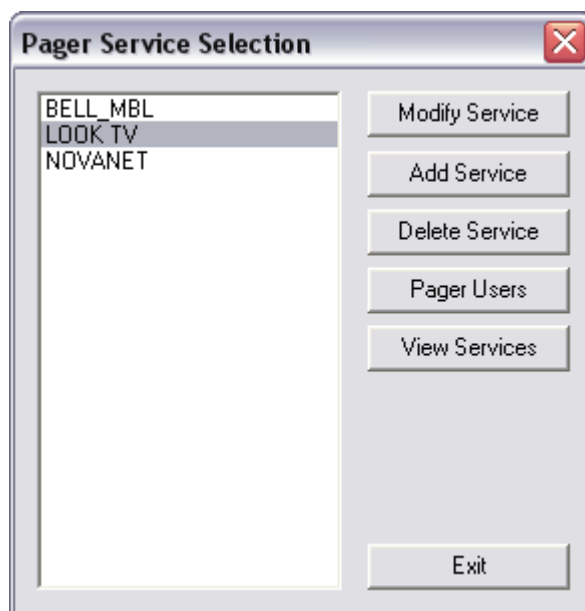 Pager Service Selection
BELL_MBL
LOOK TV
NOVANET
Modify Service
Add Service
Delete Service
Pager Users
View Services
Exit